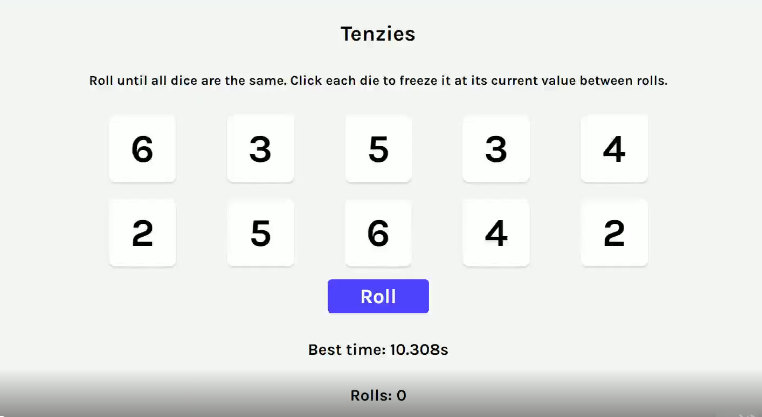 Tenzies
Roll until all dice are the same. Click each die to freeze it at its current value between rolls.
6 3 5 3 4
2 5 6 4 2
Roll
Best time: 10.308s
Rolls: 0